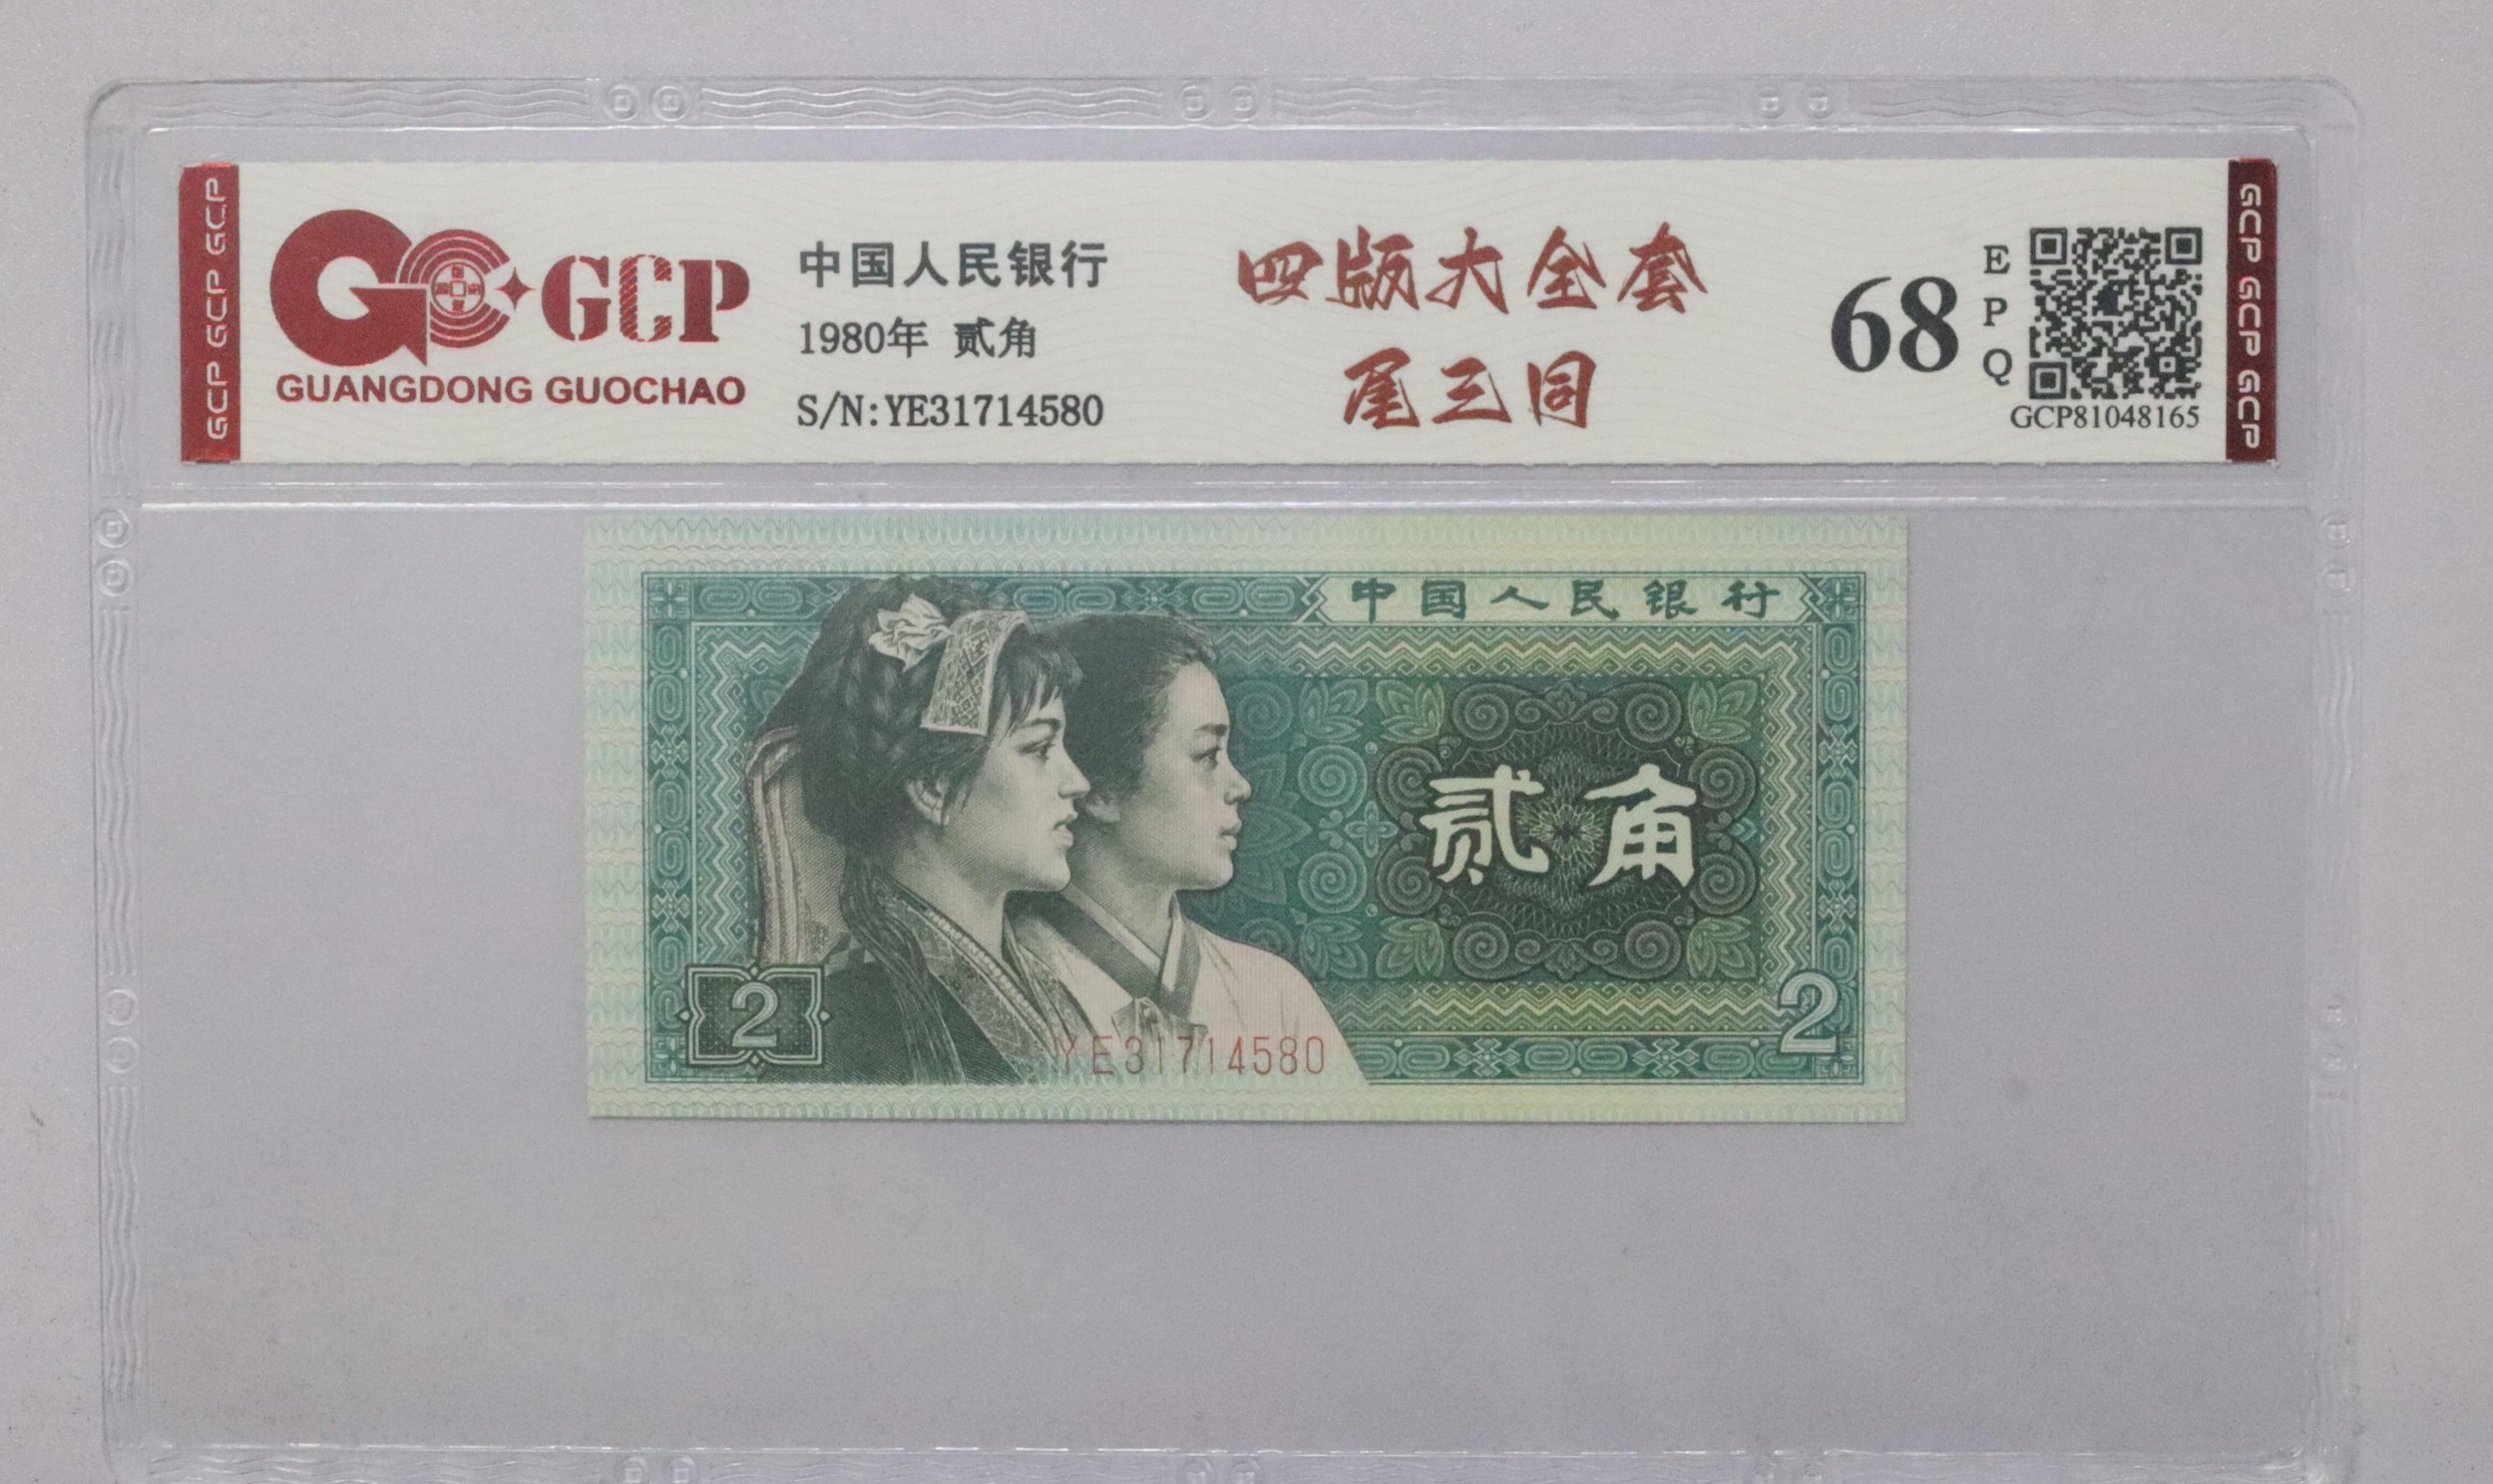 GCP GCP GCP
GCP
GUANGDONG GUOCHAO
中国人民银行
1980年 贰角
S/N:YE31714580
四版大全套
尾三同
68
EPQ
GCP81048165
GCP GCP GCP
中国人民银行
贰角
2
YE31714580
2